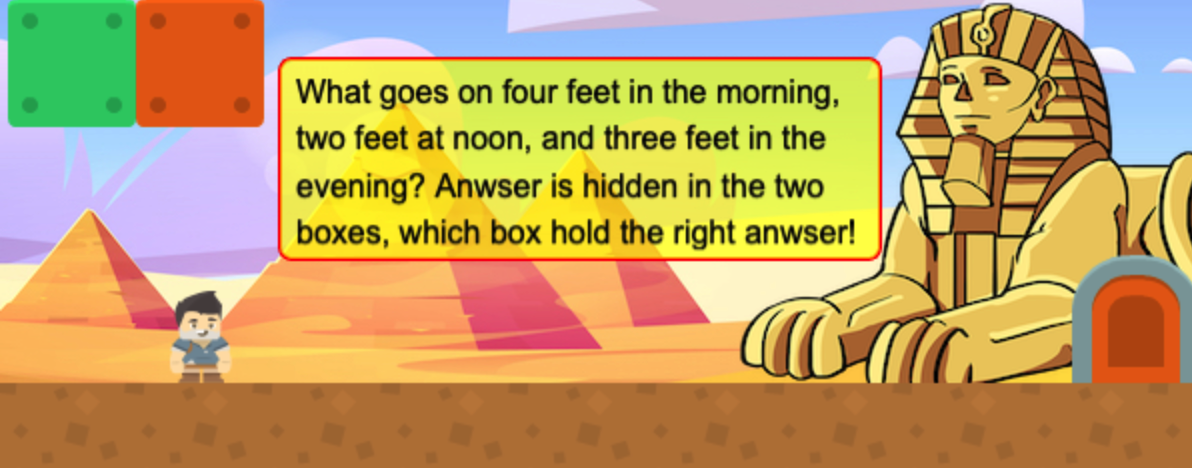 What goes on four feet in the morning,
two feet at noon, and three feet in the
evening? Anwser is hidden in the two
boxes, which box hold the right anwser!